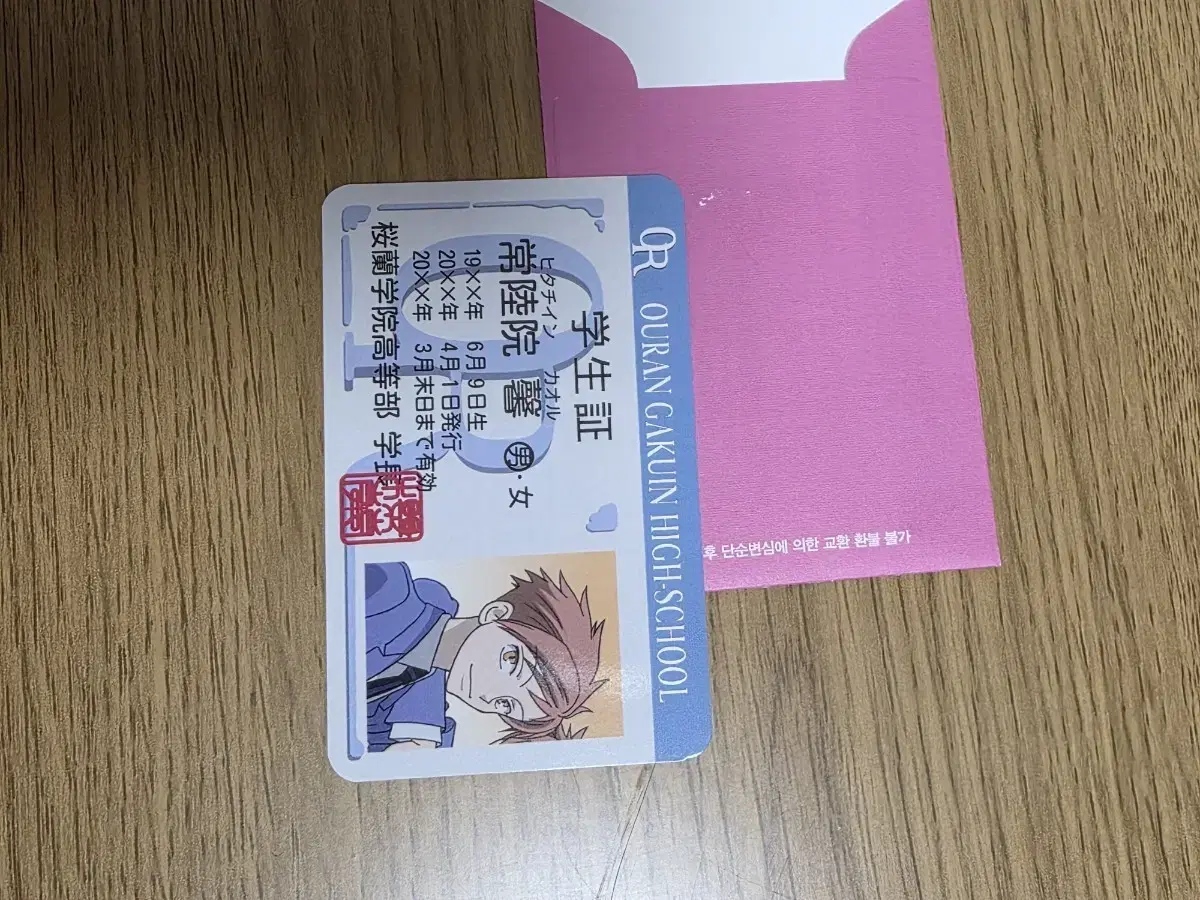 OR OURAN GAKUIN HIGH-SCHOOL
学生証
ヒタチイン カオル
常陸院 馨 男・女
19××年 6月9日生
20××年 4月1日発行
20××年 3月末日まで有効
桜蘭学院高等部 学長
후 단순변심에 의한 교환 환불 불가